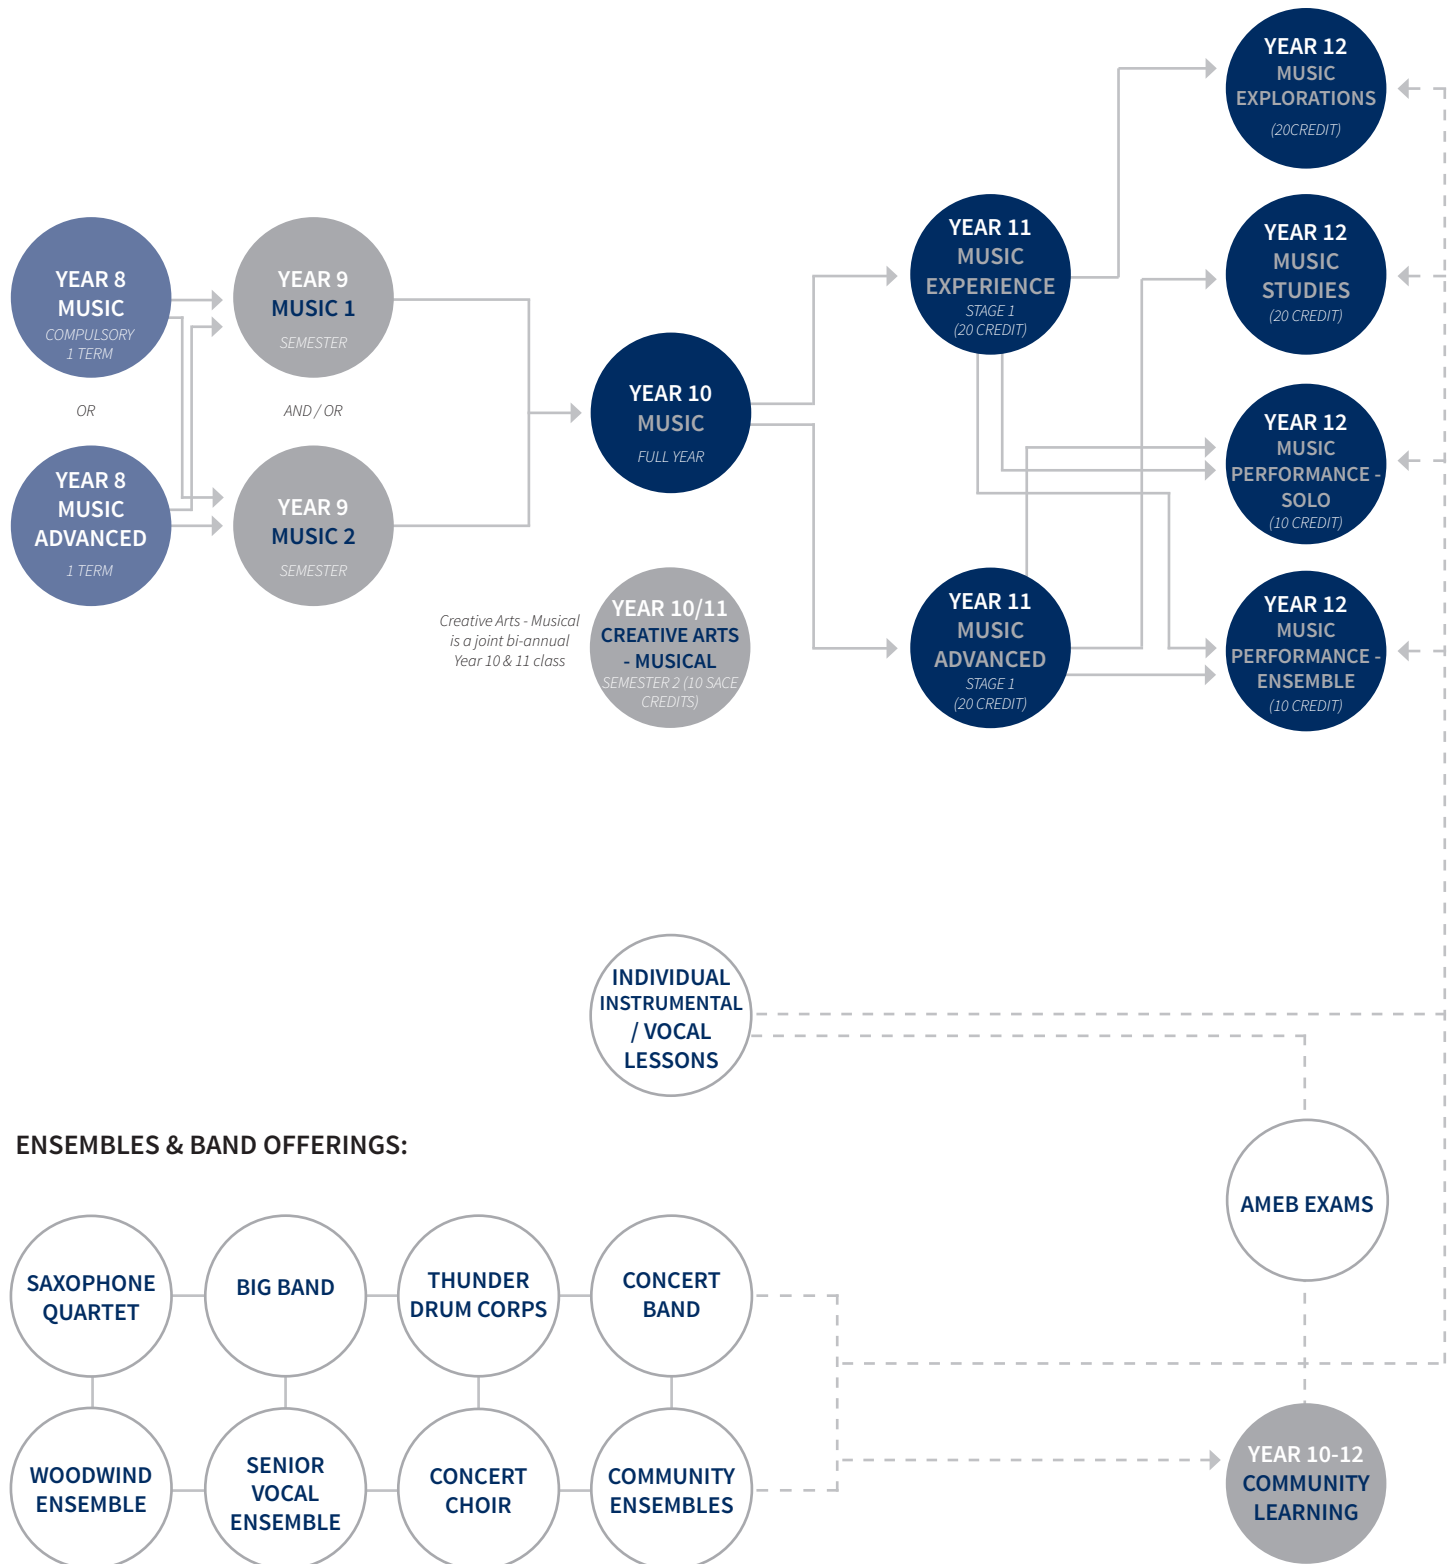 YEAR 12
MUSIC
EXPLORATIONS
(20CREDIT)
YEAR 8
MUSIC
COMPULSORY
1 TERM
YEAR 9
MUSIC 1
SEMESTER
YEAR 11
MUSIC
EXPERIENCE
STAGE 1
(20 CREDIT)
YEAR 12
MUSIC
STUDIES
(20 CREDIT)
OR
AND / OR
YEAR 10
MUSIC
FULL YEAR
YEAR 12
MUSIC
PERFORMANCE -
SOLO
(10 CREDIT)
YEAR 8
MUSIC
ADVANCED
1 TERM
YEAR 9
MUSIC 2
SEMESTER
Creative Arts - Musical
is a joint bi-annual
Year 10 & 11 class
YEAR 10/11
CREATIVE ARTS
- MUSICAL
SEMESTER 2 (10 SACE
CREDITS)
YEAR 11
MUSIC
ADVANCED
STAGE 1
(20 CREDIT)
YEAR 12
MUSIC
PERFORMANCE -
ENSEMBLE
(10 CREDIT)
INDIVIDUAL
INSTRUMENTAL
/ VOCAL
LESSONS
ENSEMBLES & BAND OFFERINGS:
AMEB EXAMS
SAXOPHONE
QUARTET
BIG BAND
THUNDER
DRUM CORPS
CONCERT
BAND
WOODWIND
ENSEMBLE
SENIOR
VOCAL
ENSEMBLE
CONCERT
CHOIR
COMMUNITY
ENSEMBLES
YEAR 10-12
COMMUNITY
LEARNING